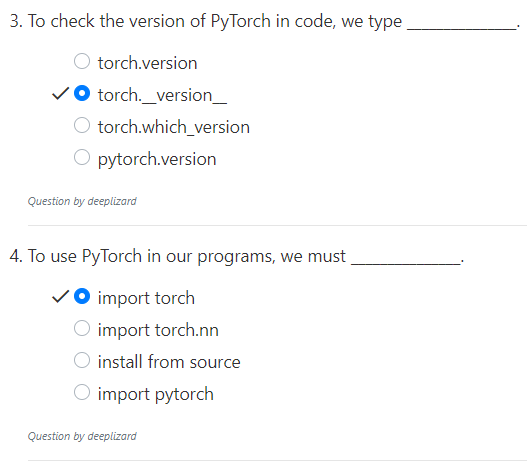 3. To check the version of PyTorch in code, we type _______________.
torch.version
torch.__version__
torch.which_version
pytorch.version
Question by deeplizard
4. To use PyTorch in our programs, we must _______________.
import torch
import torch.nn
install from source
import pytorch
Question by deeplizard